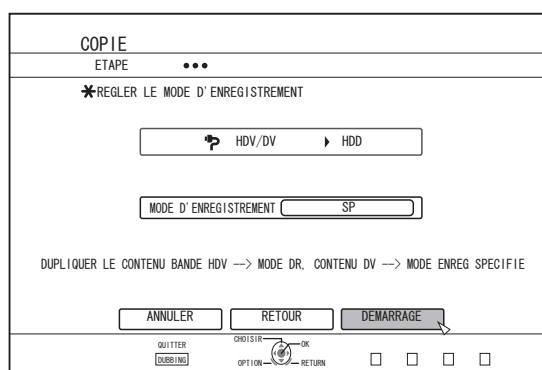 COPIE
ETAPE ●●●
✱REGLER LE MODE D'ENREGISTREMENT
HDV/DV ▶ HDD
MODE D'ENREGISTREMENT SP
DUPLIQUER LE CONTENU BANDE HDV --> MODE DR, CONTENU DV --> MODE ENREG SPECIFIE
ANNULER RETOUR DEMARRAGE
QUITTER CHOISIR OK
DUBBING OPTION RETURN